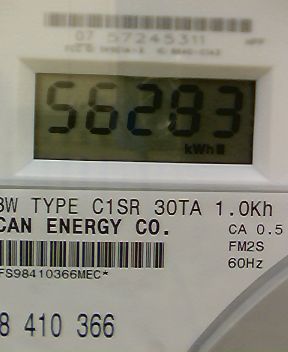 07 57245311
56283
kWh
3W TYPE C1SR 30TA 1.0Kh
CAN ENERGY CO.
CA 0.5
FM2S
60Hz
FS98410366MEC*
8 410 366